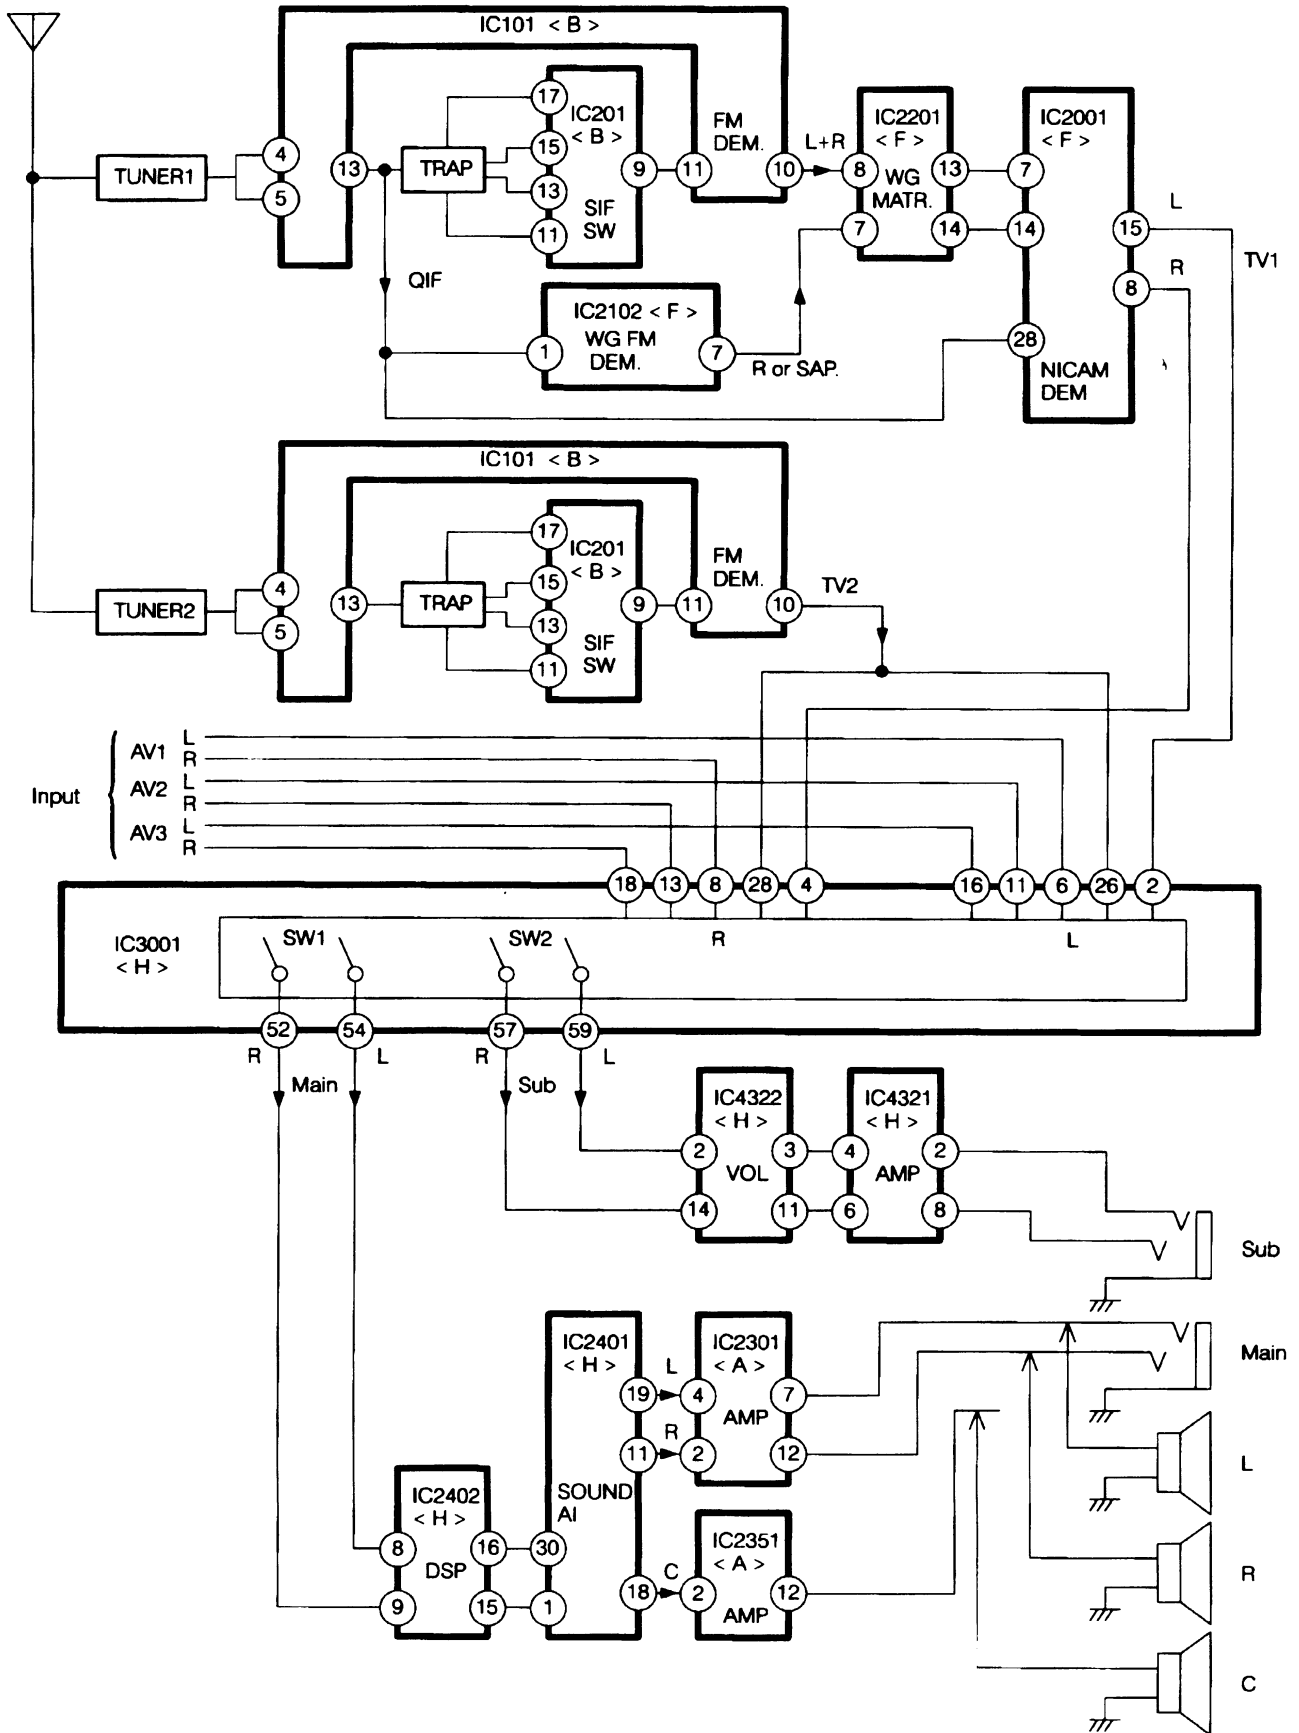 IC101 < B >
17
IC201
< B >
15
13
11
9
SIF
SW
FM
DEM.
4
5
13
TRAP
11
10
L+R
TUNER1
IC2201
< F >
8
WG
MATR.
7
13
14
IC2001
< F >
7
14
28
NICAM
DEM
15
8
L
R
TV1
QIF
IC2102 < F >
WG FM
DEM.
1
7
R or SAP.
IC101 < B >
17
IC201
< B >
15
13
11
9
SIF
SW
FM
DEM.
4
5
13
TRAP
11
10
TV2
TUNER2
Input
AV1
L
R
AV2
L
R
AV3
L
R
18
13
8
28
4
16
11
6
26
2
IC3001
< H >
SW1
SW2
R
L
52
54
57
59
R
L
R
L
Main
Sub
IC4322
< H >
2
3
VOL
14
11
IC4321
< H >
4
2
AMP
6
8
Sub
IC2401
< H >
19
11
SOUND
AI
30
1
18
L
R
C
IC2301
< A >
4
7
AMP
2
12
Main
IC2402
< H >
8
16
DSP
9
15
IC2351
< A >
2
12
AMP
L
R
C